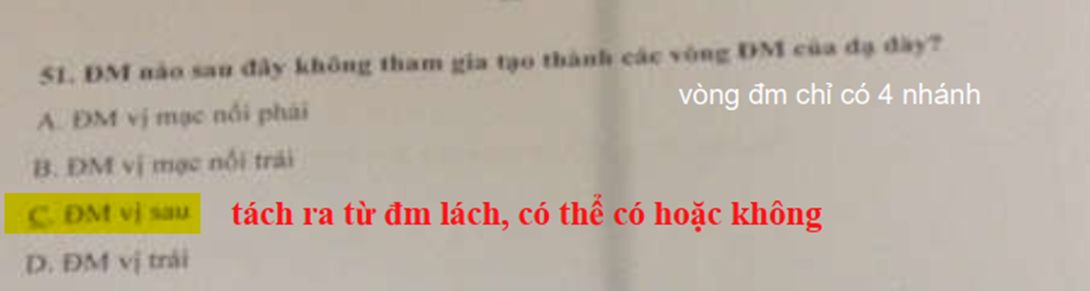 51. ĐM nào sau đây không tham gia tạo thành các vòng ĐM của dạ dày?
vòng đm chỉ có 4 nhánh
A. ĐM vị mạc nối phải
B. ĐM vị mạc nối trái
C. ĐM vị sau tách ra từ đm lách, có thể có hoặc không
D. ĐM vị trái